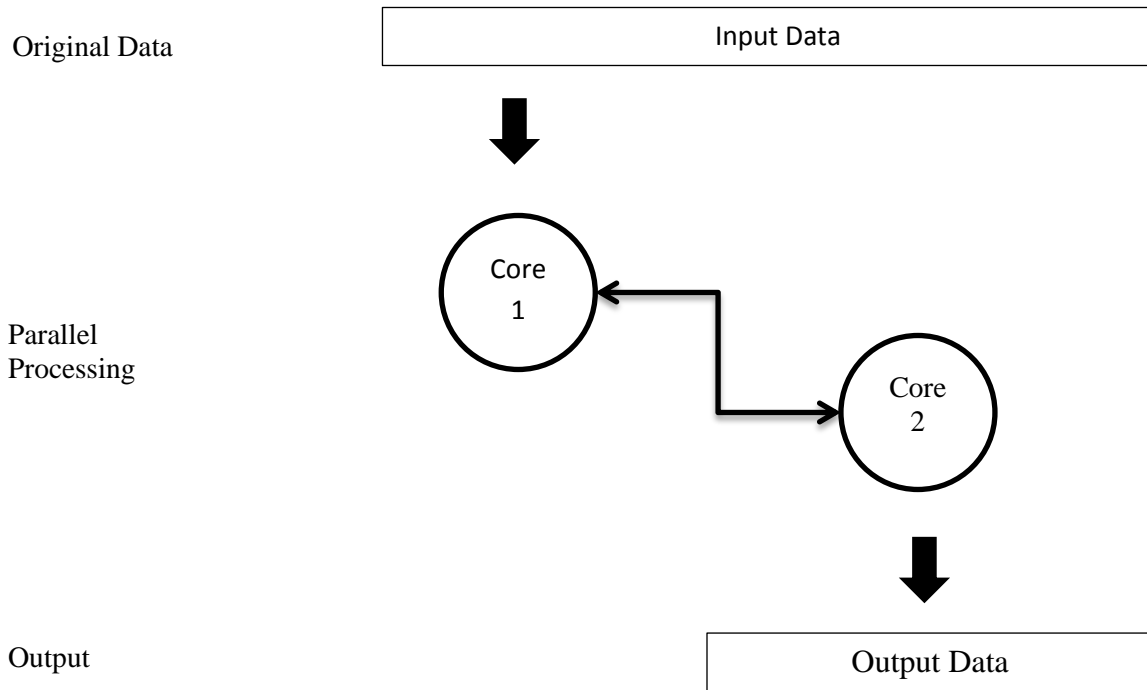 Original Data
Input Data
Core
1
Parallel
Processing
Core
2
Output
Output Data